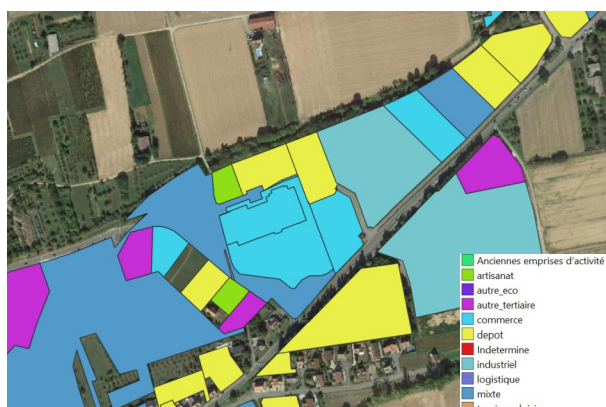 Anciennes emprises d'activité
artisanat
autre_eco
autre_tertiaire
commerce
depot
Indetermine
industriel
logistique
mixte